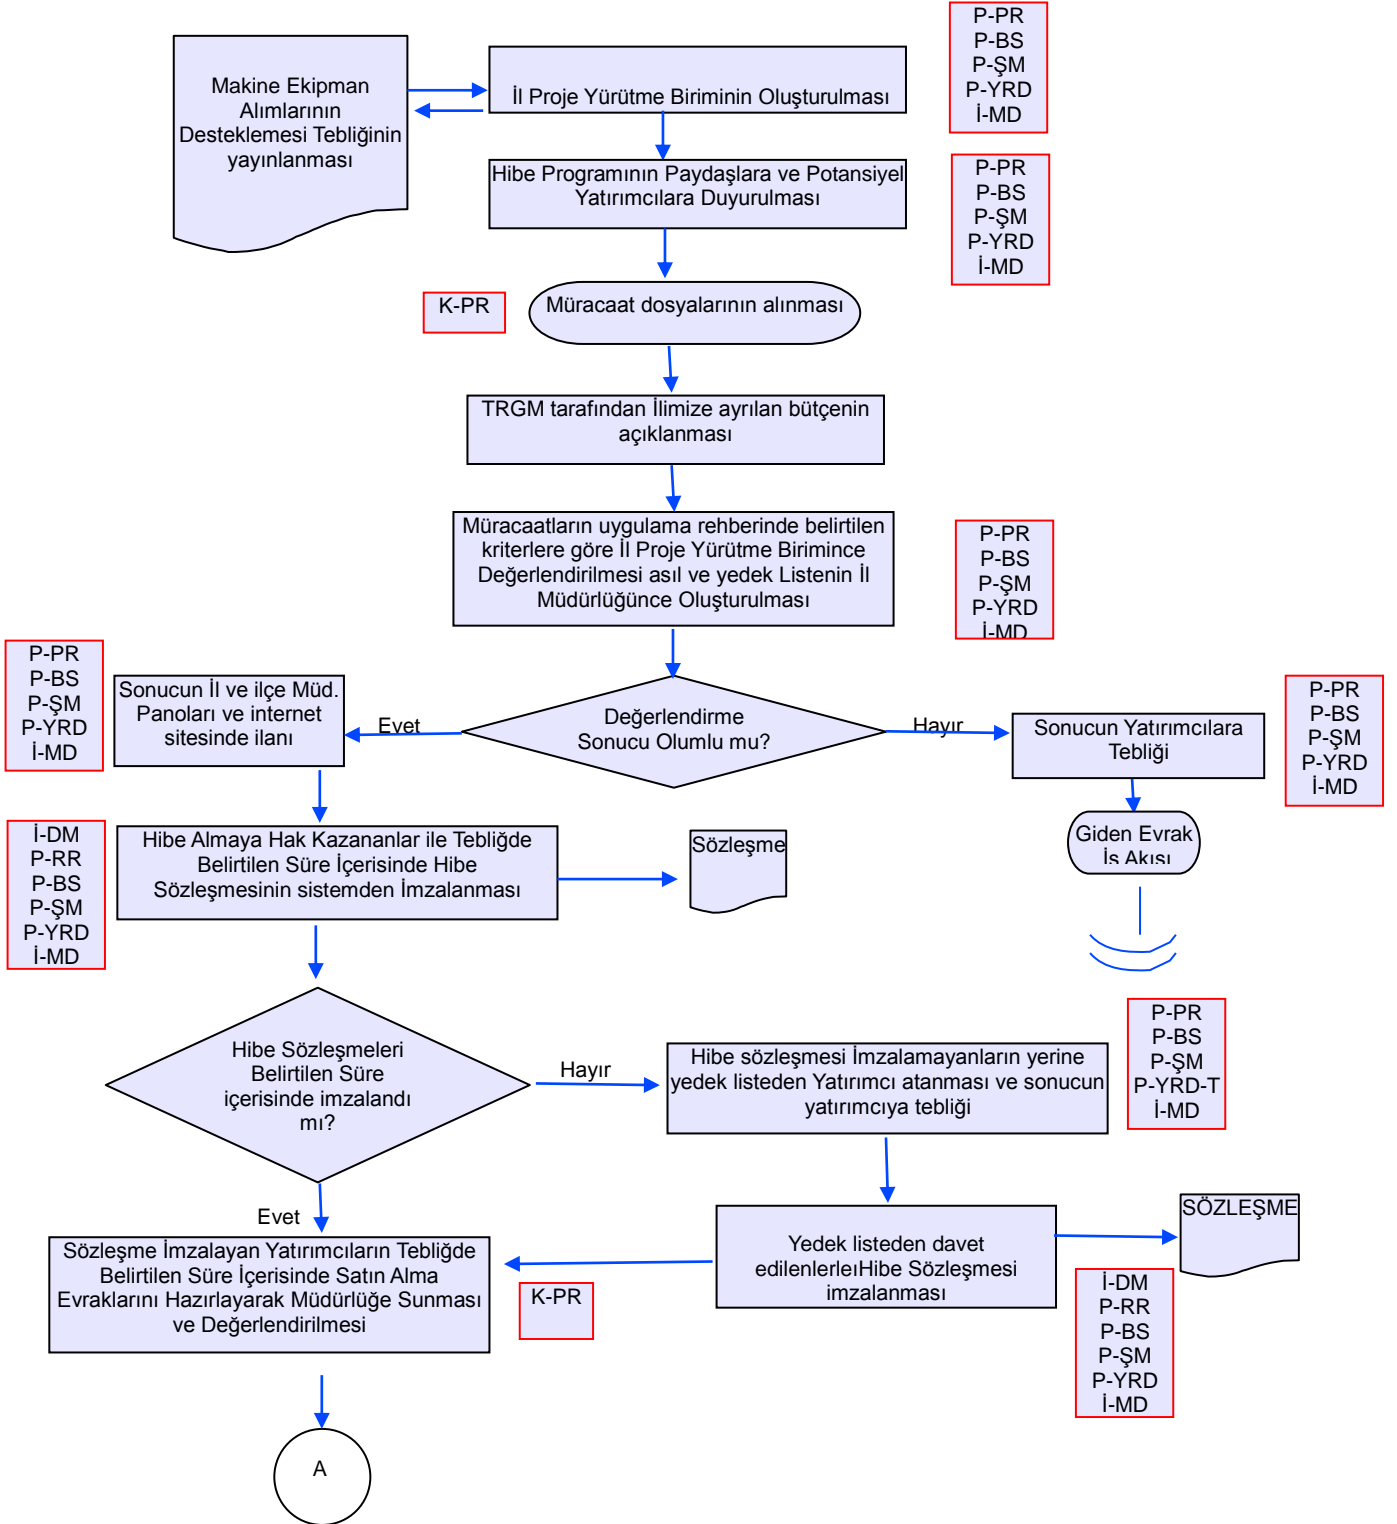 P-PR
P-BS
P-ŞM
P-YRD
İ-MD
Makine Ekipman
Alımlarının
Desteklemesi Tebliğinin
yayınlanması
İl Proje Yürütme Biriminin Oluşturulması
Hibe Programının Paydaşlara ve Potansiyel
Yatırımcılara Duyurulması
P-PR
P-BS
P-ŞM
P-YRD
İ-MD
K-PR
Müracaat dosyalarının alınması
TRGM tarafından İlimize ayrılan bütçenin
açıklanması
Müracaatların uygulama rehberinde belirtilen
kriterlere göre İl Proje Yürütme Birimince
Değerlendirilmesi asıl ve yedek Listenin İl
Müdürlüğünce Oluşturulması
P-PR
P-BS
P-ŞM
P-YRD
İ-MD
P-PR
P-BS
P-ŞM
P-YRD
İ-MD
Sonucun İl ve ilçe Müd.
Panoları ve internet
sitesinde ilanı
Evet
Değerlendirme
Sonucu Olumlu mu?
Hayır
Sonucun Yatırımcılara
Tebliği
P-PR
P-BS
P-ŞM
P-YRD
İ-MD
Giden Evrak
İş Akışı
İ-DM
P-RR
P-BS
P-ŞM
P-YRD
İ-MD
Hibe Almaya Hak Kazananlar ile Tebliğde
Belirtilen Süre İçerisinde Hibe
Sözleşmesinin sistemden İmzalanması
Sözleşme
Hibe Sözleşmeleri
Belirtilen Süre
içerisinde imzalandı
mı?
Hayır
Hibe sözleşmesi İmzalamayanların yerine
yedek listeden Yatırımcı atanması ve sonucun
yatırımcıya tebliği
P-PR
P-BS
P-ŞM
P-YRD-T
İ-MD
Evet
Sözleşme İmzalayan Yatırımcıların Tebliğde
Belirtilen Süre İçerisinde Satın Alma
Evraklarını Hazırlayarak Müdürlüğe Sunması
ve Değerlendirilmesi
K-PR
Yedek listeden davet
edilenlerleıHibe Sözleşmesi
imzalanması
SÖZLEŞME
İ-DM
P-RR
P-BS
P-ŞM
P-YRD
İ-MD
A